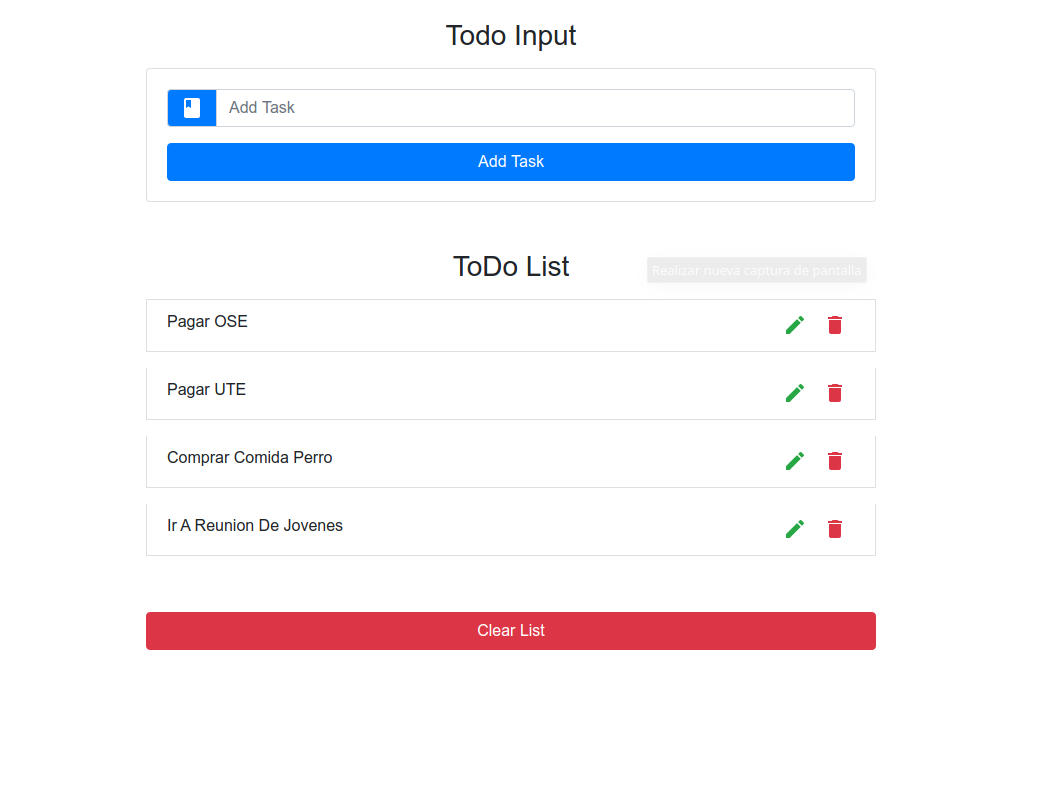 Todo Input
Add Task
Add Task
ToDo List
Realizar nueva captura de pantalla
Pagar OSE
Pagar UTE
Comprar Comida Perro
Ir A Reunion De Jovenes
Clear List